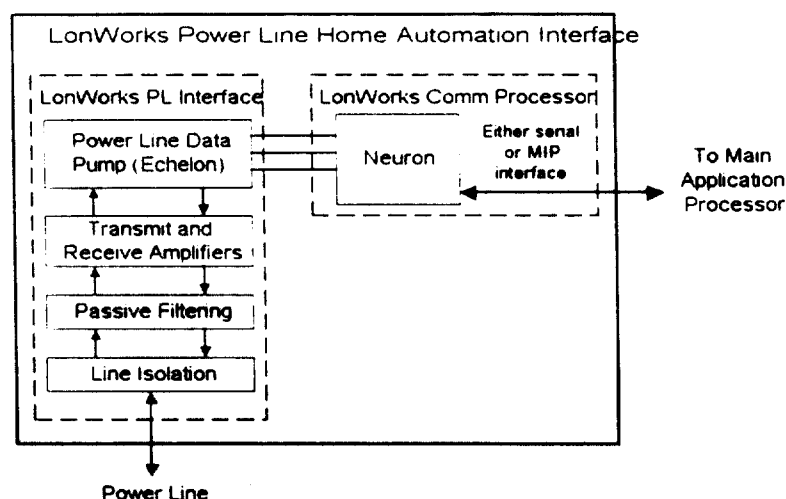 LonWorks Power Line Home Automation Interface
LonWorks PL Interface
Power Line Data
Pump (Echelon)
Transmit and
Receive Amplifiers
Passive Filtering
Line Isolation
Power Line
LonWorks Comm Processor
Neuron
Either serial
or MIP
interface
To Main
Application
Processor